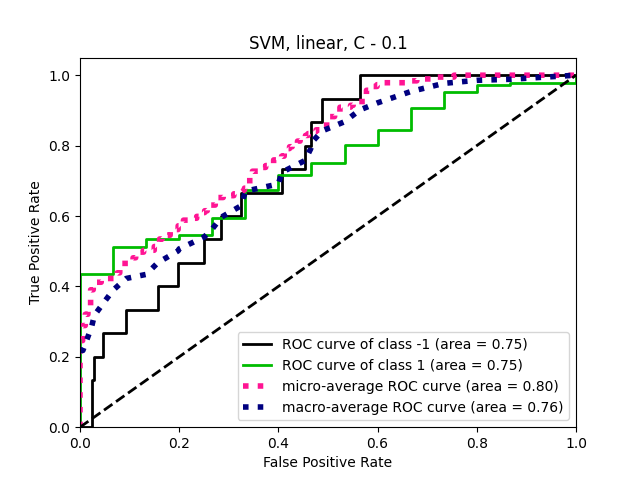 SVM, linear, C - 0.1
True Positive Rate
1.0
0.8
0.6
0.4
0.2
0.0
ROC curve of class -1 (area = 0.75)
ROC curve of class 1 (area = 0.75)
micro-average ROC curve (area = 0.80)
macro-average ROC curve (area = 0.76)
0.0 0.2 0.4 0.6 0.8 1.0
False Positive Rate